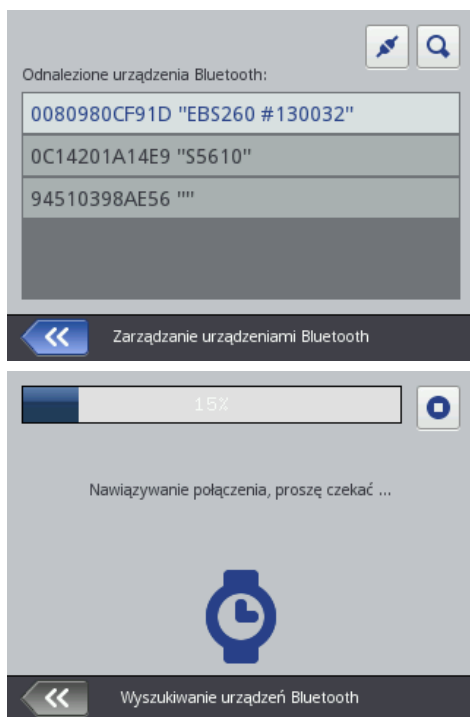 Odnalezione urządzenia Bluetooth:
0080980CF91D "EBS260 #130032"
0C14201A14E9 "S5610"
94510398AE56 ""
Zarządzanie urządzeniami Bluetooth
15%
Nawiązywanie połączenia, proszę czekać ...
Wyszukiwanie urządzeń Bluetooth